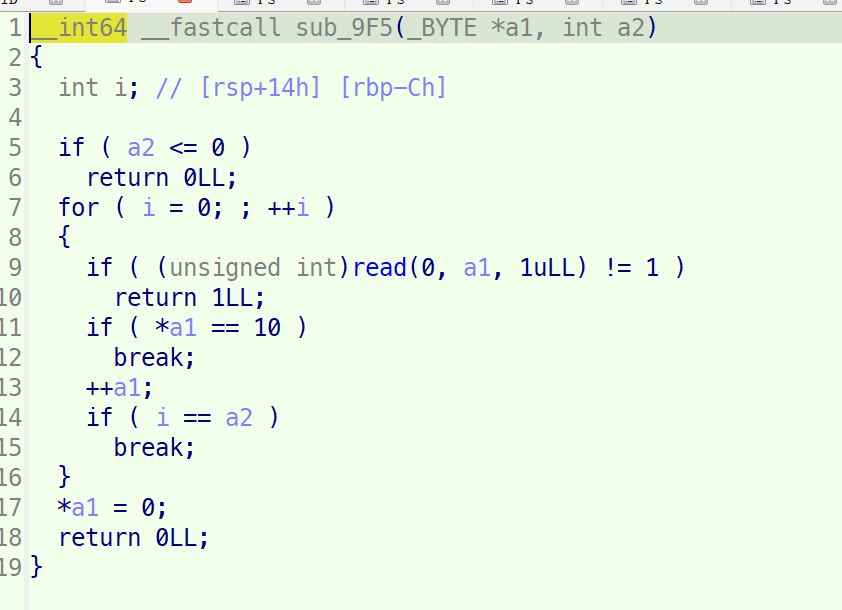 1 __int64 __fastcall sub_9F5(_BYTE *a1, int a2)
2 {
3 int i; // [rsp+14h] [rbp-Ch]
4
5 if ( a2 <= 0 )
6 return 0LL;
7 for ( i = 0; ; ++i )
8 {
9 if ( (unsigned int)read(0, a1, 1uLL) != 1 )
10 return 1LL;
11 if ( *a1 == 10 )
12 break;
13 ++a1;
14 if ( i == a2 )
15 break;
16 }
17 *a1 = 0;
18 return 0LL;
19 }